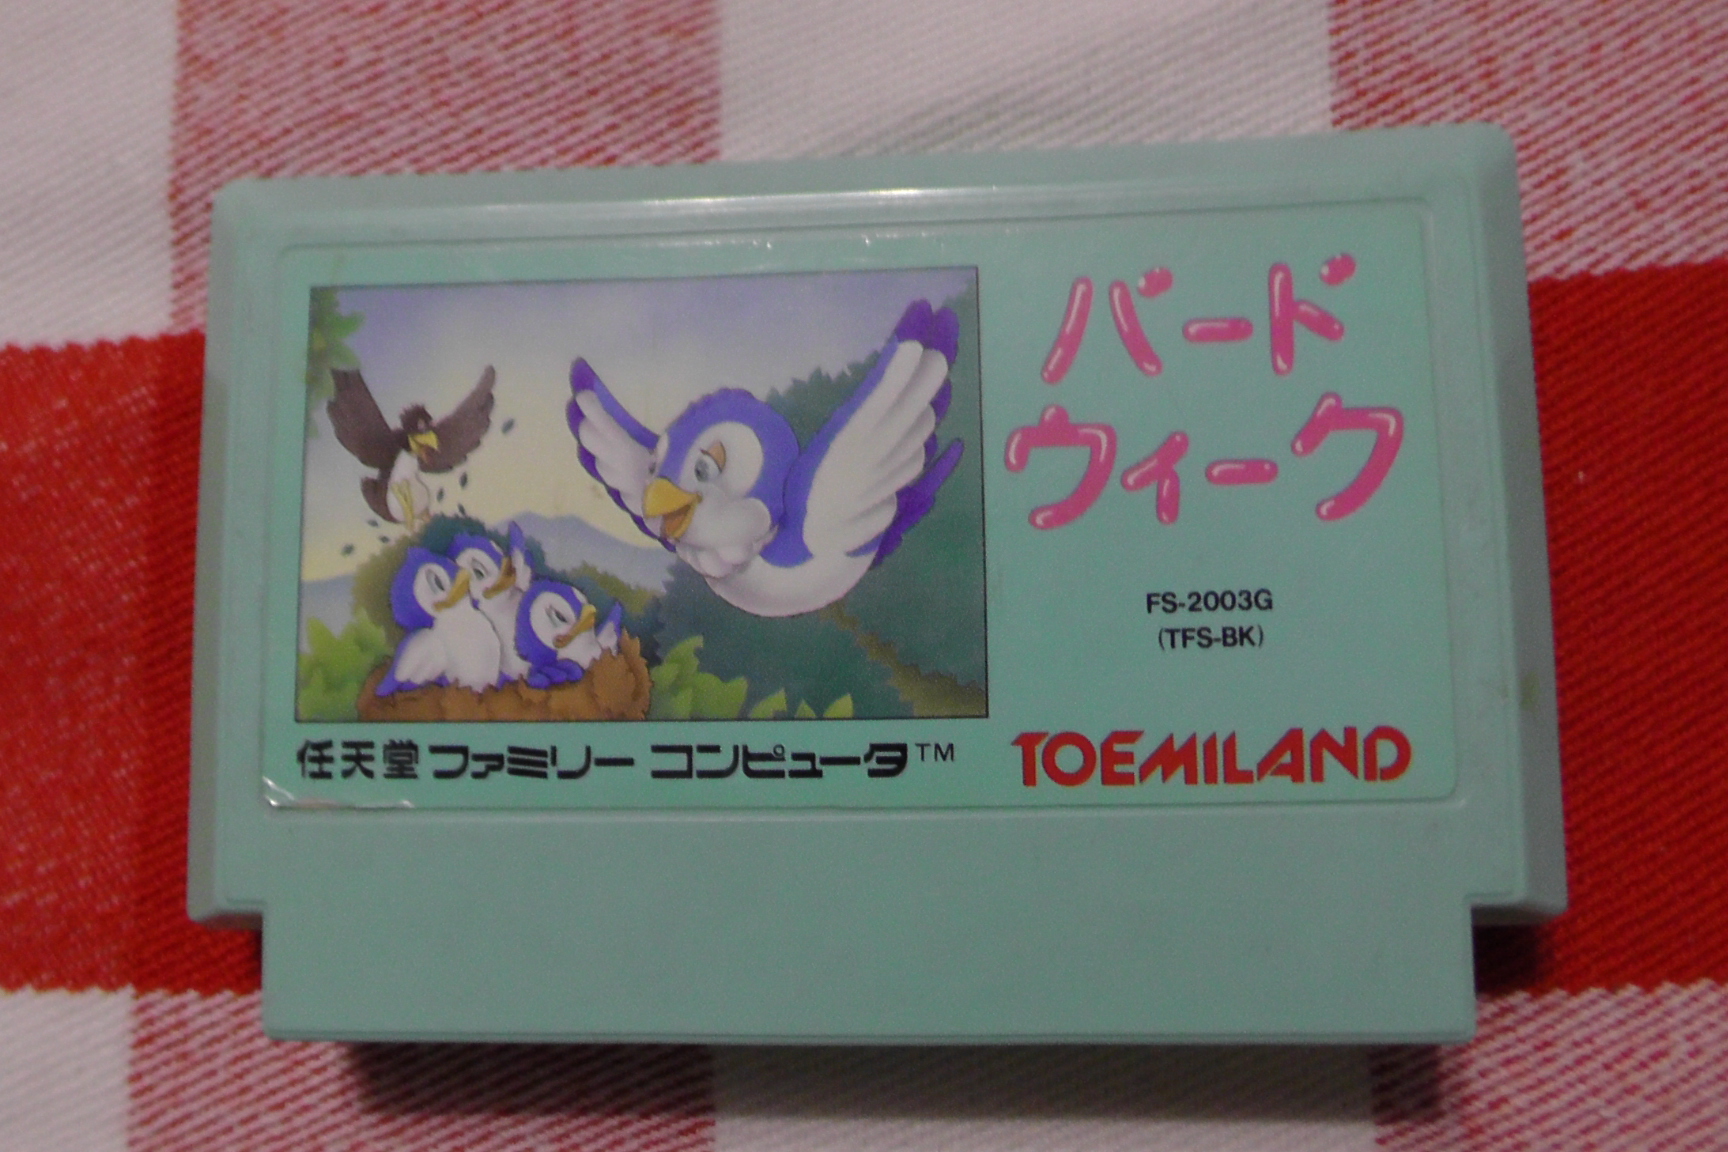 バード
ウィーク
FS-2003G
(TFS-BK)
任天堂 ファミリー コンピュータ™
TOEMILAND